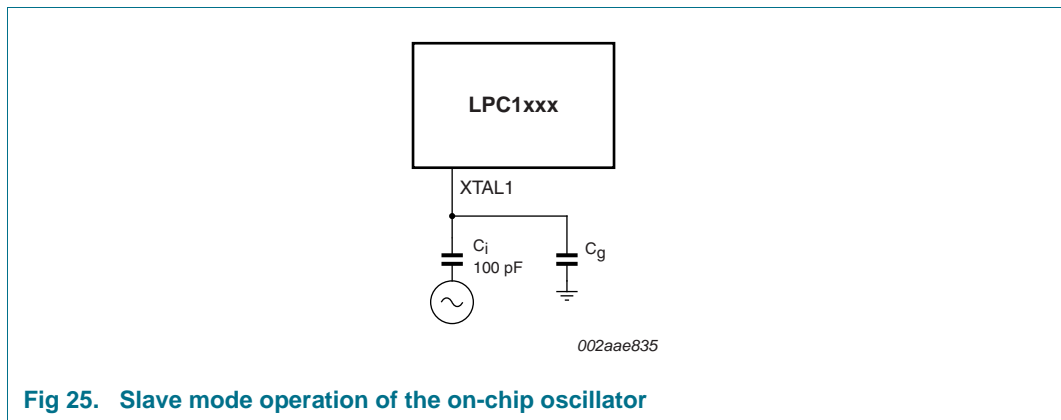 LPC1xxx
XTAL1
Ci
100 pF
Cg
002aae835
Fig 25. Slave mode operation of the on-chip oscillator